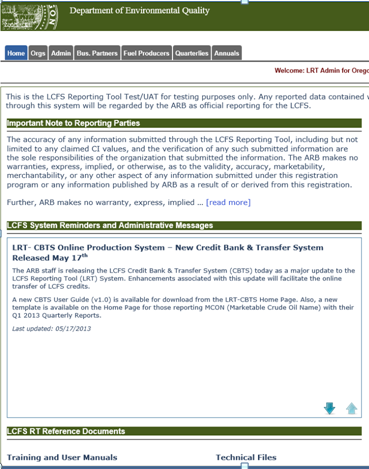 Department of Environmental Quality
Home Orgs Admin Bus. Partners Fuel Producers Quarterlies Annuals
Welcome: LRT Admin for Orego
This is the LCFS Reporting Tool Test/UAT for testing purposes only. Any reported data contained v
through this system will be regarded by the ARB as official reporting for the LCFS.
Important Note to Reporting Parties
The accuracy of any information submitted through the LCFS Reporting Tool, including but not
limited to any claimed CI values, and the verification of any such submitted information are
the sole responsibilities of the organization that submitted the information. The ARB makes no
warranties, express, implied, or otherwise, as to the validity, accuracy, marketability,
merchantability, or any other aspect of any information submitted under this registration
program or any information published by ARB as a result of or derived from this registration.
Further, ARB makes no warranty, express, implied ... [read more]
LCFS System Reminders and Administrative Messages
LRT- CBTS Online Production System – New Credit Bank & Transfer System
Released May 17th
The ARB staff is releasing the LCFS Credit Bank & Transfer System (CBTS) today as a major update to the
LCFS Reporting Tool (LRT) System. Enhancements associated with this update will facilitate the online
transfer of LCFS credits.
A new CBTS User Guide (v1.0) is available for download from the LRT-CBTS Home Page. Also, a new
template is available on the Home Page for those reporting MCON (Marketable Crude Oil Name) with their
Q1 2013 Quarterly Reports.
Last updated: 05/17/2013
LCFS RT Reference Documents
Training and User Manuals Technical Files